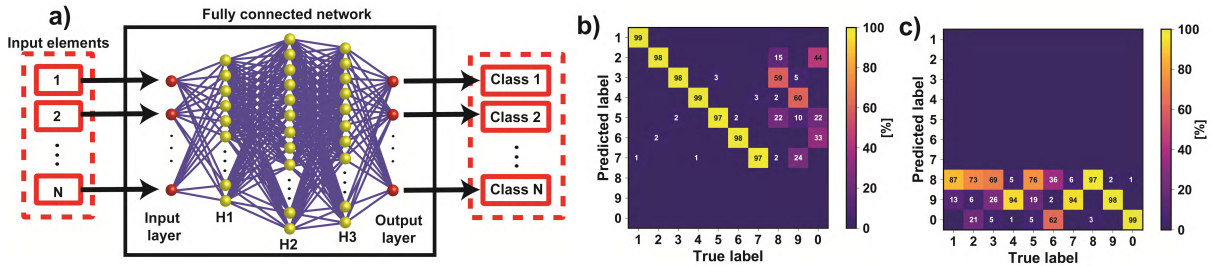 a)
Fully connected network
Input elements
1
2
N
Input layer
H1
H2
H3
Output layer
Class 1
Class 2
Class N
b)
Predicted label
1
2
3
4
5
6
7
8
9
0
99
98 15 44
98 3 59 5
99 3 2 60
2 97 2 22 10 22
2 98 33
1 1 97 2 24
1 2 3 4 5 6 7 8 9 0
True label
100
80
60
40
20
0
[%]
c)
Predicted label
1
2
3
4
5
6
7
8
9
0
87 73 69 5 76 36 6 97 2 1
13 6 26 94 19 2 94 98
21 5 1 5 62 3 99
1 2 3 4 5 6 7 8 9 0
True label
100
80
60
40
20
0
[%]